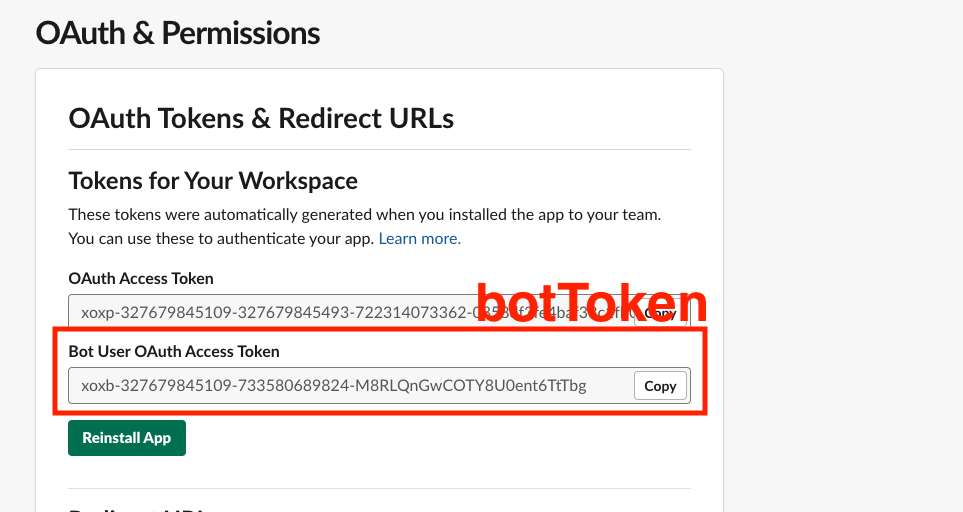 OAuth & Permissions
OAuth Tokens & Redirect URLs
Tokens for Your Workspace
These tokens were automatically generated when you installed the app to your team.
You can use these to authenticate your app. Learn more.
OAuth Access Token
botToken
xoxp-327679845109-327679845493-722314073362- Copy
Bot User OAuth Access Token
xoxb-327679845109-733580689824-M8RLQnGwCOTY8U0ent6TtTbg Copy
Reinstall App